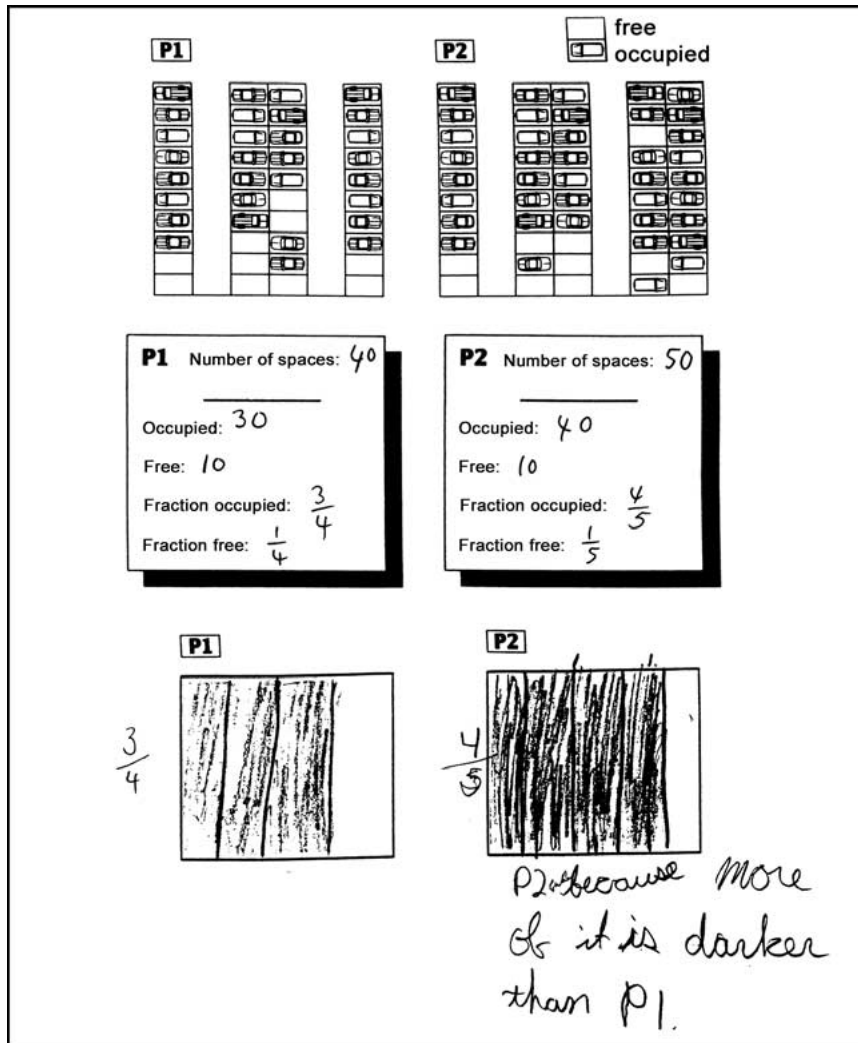 free
P1 P2 occupied
P1 Number of spaces: 40
Occupied: 30
Free: 10
Fraction occupied: 3/4
Fraction free: 1/4
P2 Number of spaces: 50
Occupied: 40
Free: 10
Fraction occupied: 4/5
Fraction free: 1/5
P1
3/4
P2
4/5
P2 because more
of it is darker
than P1.